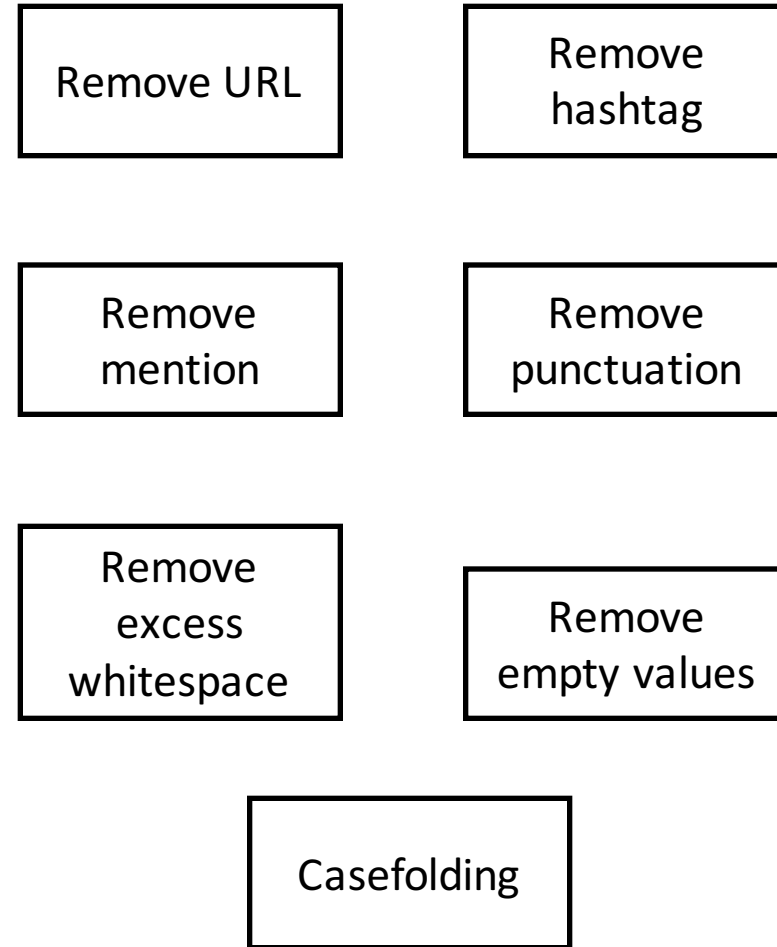 Remove URL
Remove
hashtag
Remove
mention
Remove
punctuation
Remove
excess
whitespace
Remove
empty values
Casefolding